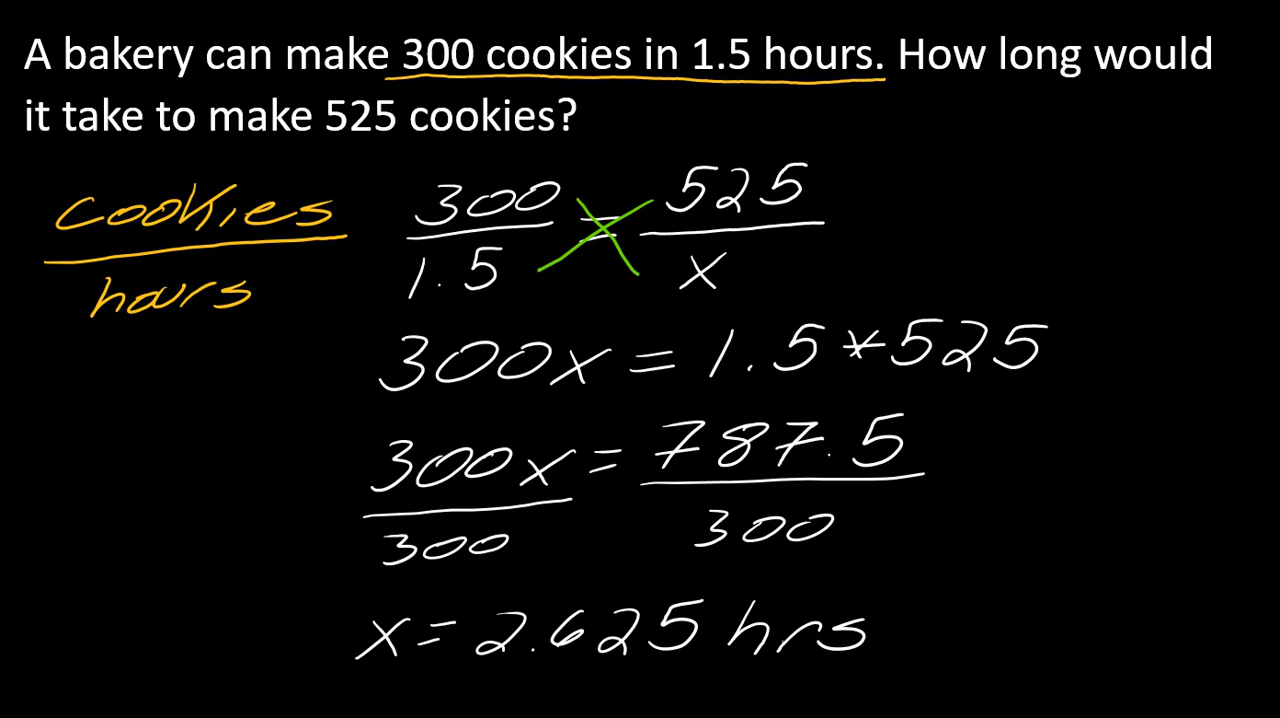 A bakery can make 300 cookies in 1.5 hours. How long would
it take to make 525 cookies?
cookies
hours
300 = 525
1.5 x
300x = 1.5 * 525
300x = 787.5
300 300
x = 2.625 hrs